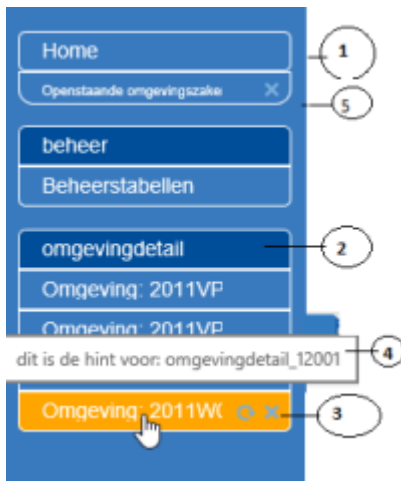 Home
1
Openstaande omgevingszake
5
beheer
Beheerstabellen
omgevingdetail
2
Omgeving: 2011VP
Omgeving: 2011VP
dit is de hint voor: omgevingdetail_12001
4
Omgeving: 2011W(
3